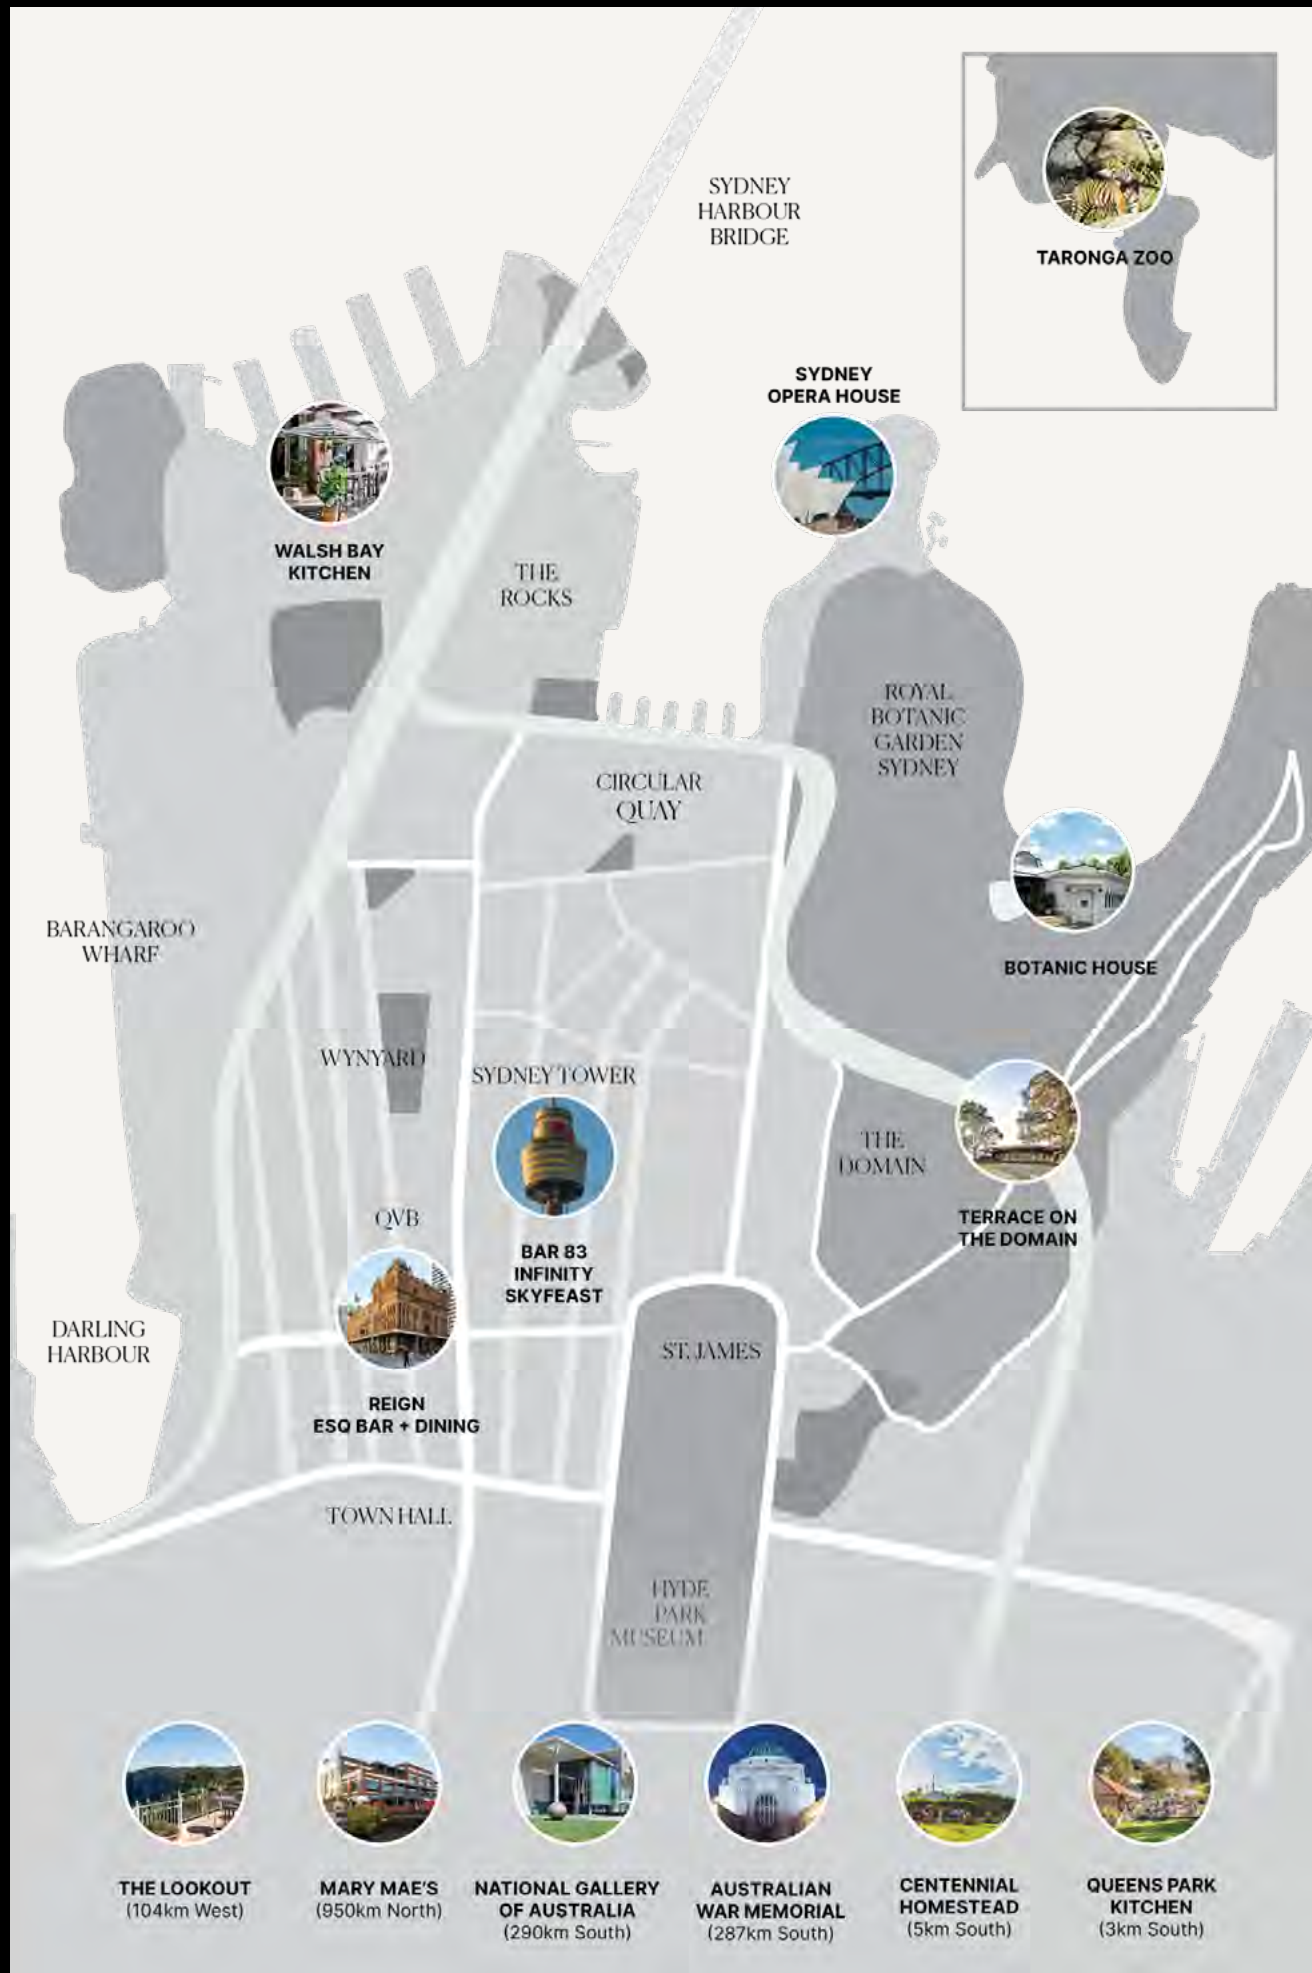 SYDNEY
HARBOUR
BRIDGE
TARONGA ZOO
SYDNEY
OPERA HOUSE
WALSH BAY
KITCHEN
THE
ROCKS
ROYAL
BOTANIC
GARDEN
SYDNEY
CIRCULAR
QUAY
BARANGAROO
WHARF
BOTANIC HOUSE
WYNYARD
SYDNEY TOWER
THE
DOMAIN
TERRACE ON
THE DOMAIN
QVB
BAR 83
INFINITY
SKYFEAST
DARLING
HARBOUR
ST. JAMES
REIGN
ESQ BAR + DINING
TOWN HALL
HYDE
PARK
MUSEUM
THE LOOKOUT
(104km West)
MARY MAE'S
(950km North)
NATIONAL GALLERY
OF AUSTRALIA
(290km South)
AUSTRALIAN
WAR MEMORIAL
(287km South)
CENTENNIAL
HOMESTEAD
(5km South)
QUEENS PARK
KITCHEN
(3km South)